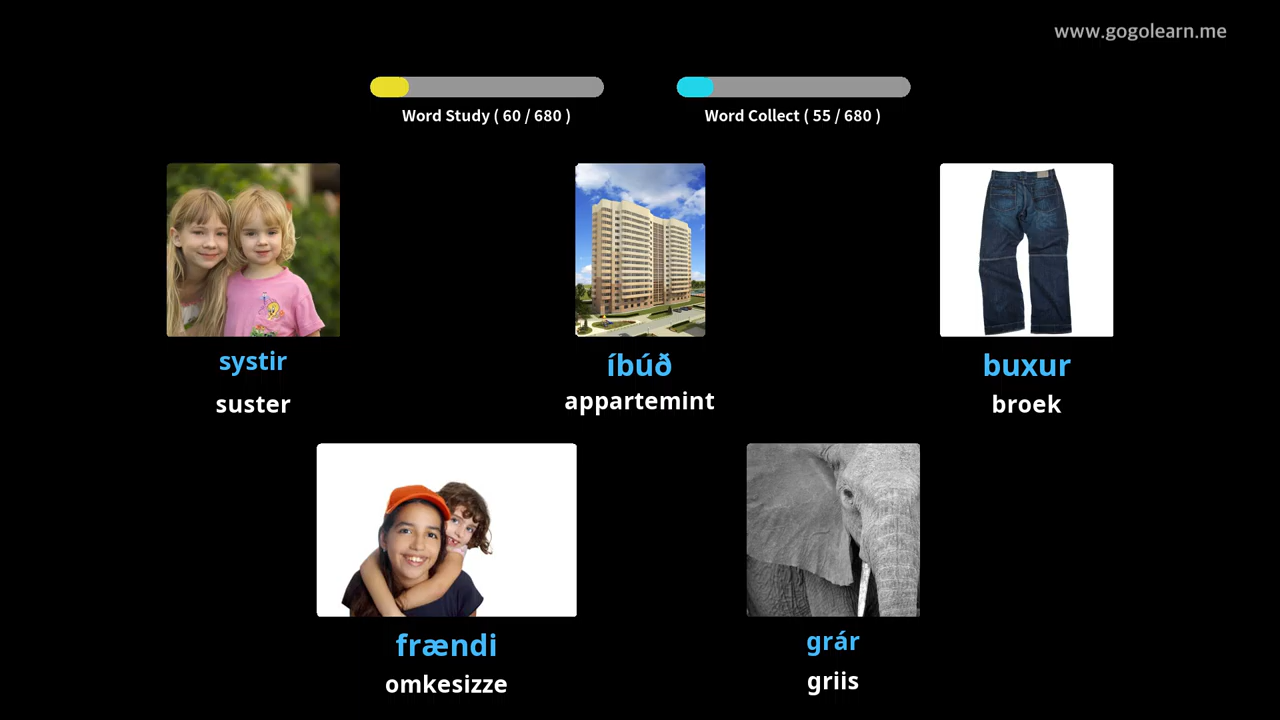 www.gogolearn.me
Word Study ( 60 / 680 )
Word Collect ( 55 / 680 )
systir
suster
íbúð
appartemint
buxur
broek
frændi
omkesizze
grár
griis